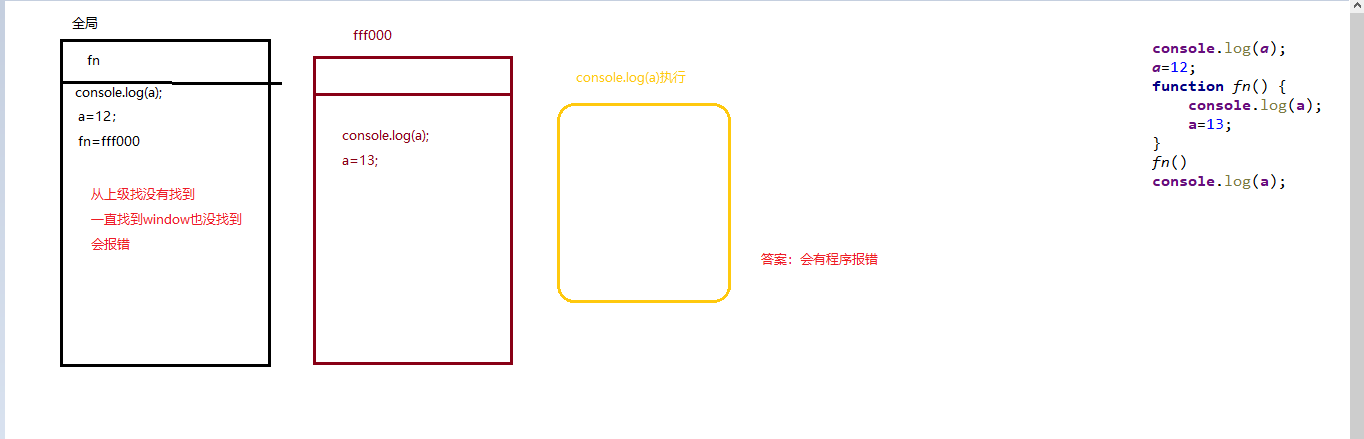 全局
fn
console.log(a);
a=12;
fn=fff000
从上级找没有找到
一直找到window也没找到
会报错
fff000
console.log(a);
a=13;
console.log(a)执行
答案：会有程序报错
console.log(a);
a=12;
function fn() {
    console.log(a);
    a=13;
}
fn()
console.log(a);